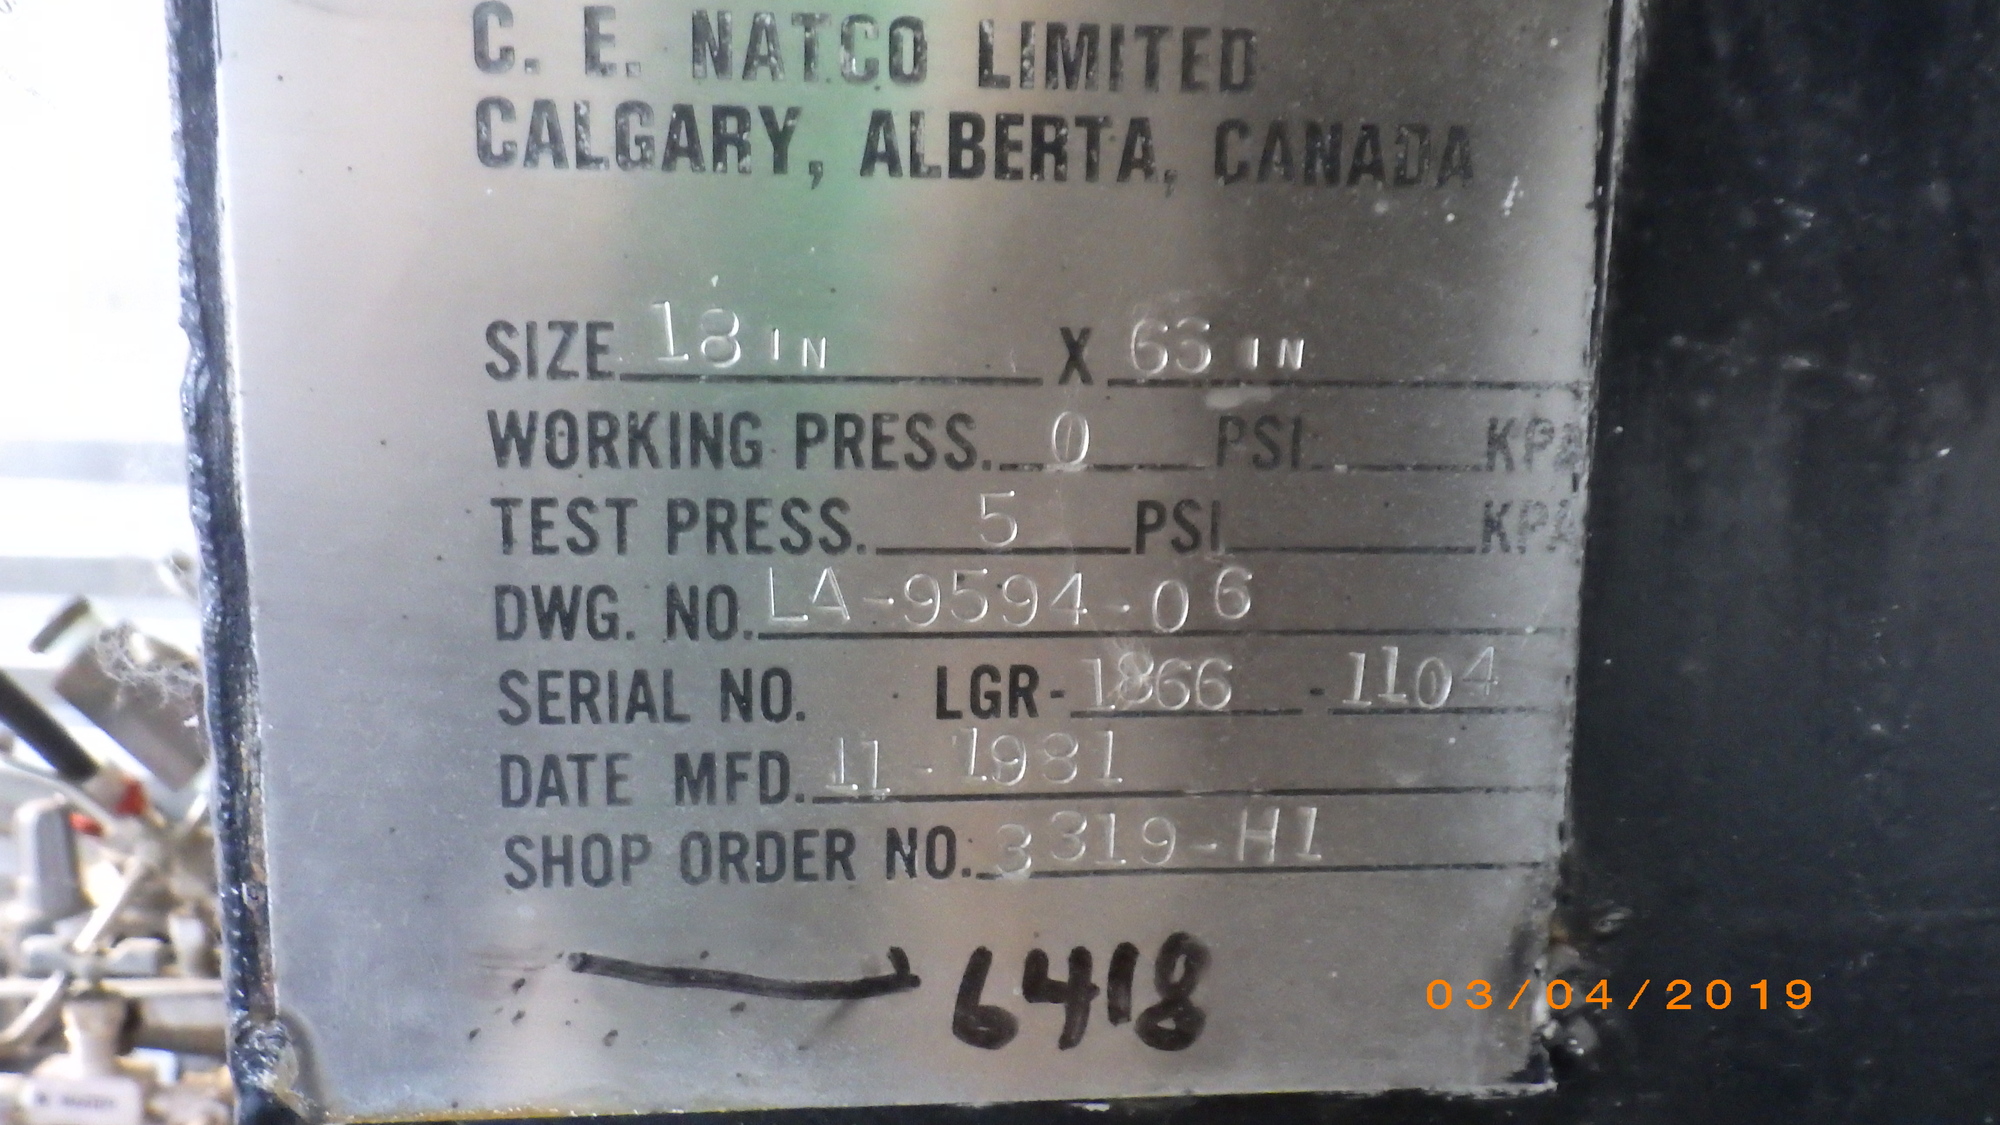 C. E. NATCO LIMITED
CALGARY, ALBERTA, CANADA
SIZE 18 IN X 66 IN
WORKING PRESS. 0 PSI KPA
TEST PRESS. 5 PSI KPA
DWG. NO. LA-9594-06
SERIAL NO. LGR-1866 -1104
DATE MFD. 11-1981
SHOP ORDER NO. 3319-H1
6418
03/04/2019